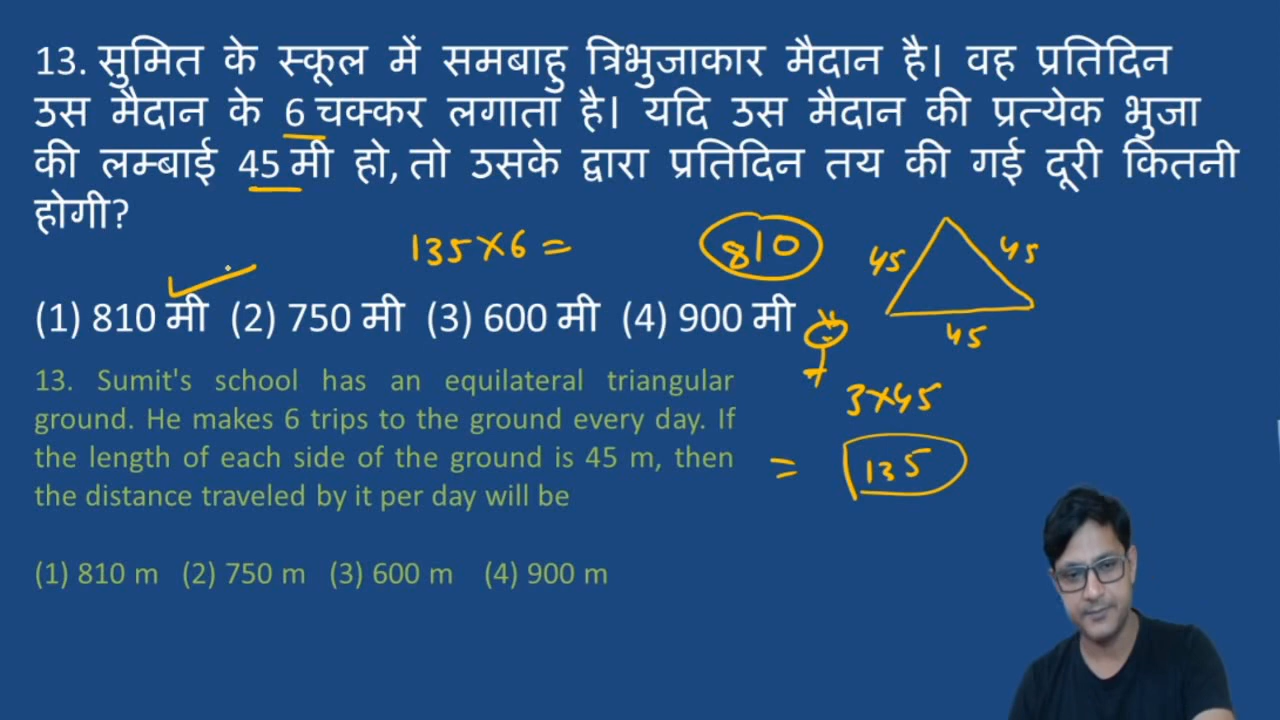 13. सुमित के स्कूल में समबाहु त्रिभुजाकार मैदान है। वह प्रतिदिन
उस मैदान के 6 चक्कर लगाता है। यदि उस मैदान की प्रत्येक भुजा
की लम्बाई 45 मी हो, तो उसके द्वारा प्रतिदिन तय की गई दूरी कितनी
होगी?
135 × 6 = 810
45 45
(1) 810 मी (2) 750 मी (3) 600 मी (4) 900 मी
45
13. Sumit's school has an equilateral triangular
ground. He makes 6 trips to the ground every day. If
the length of each side of the ground is 45 m, then
the distance traveled by it per day will be
3×45
= 135
(1) 810 m (2) 750 m (3) 600 m (4) 900 m